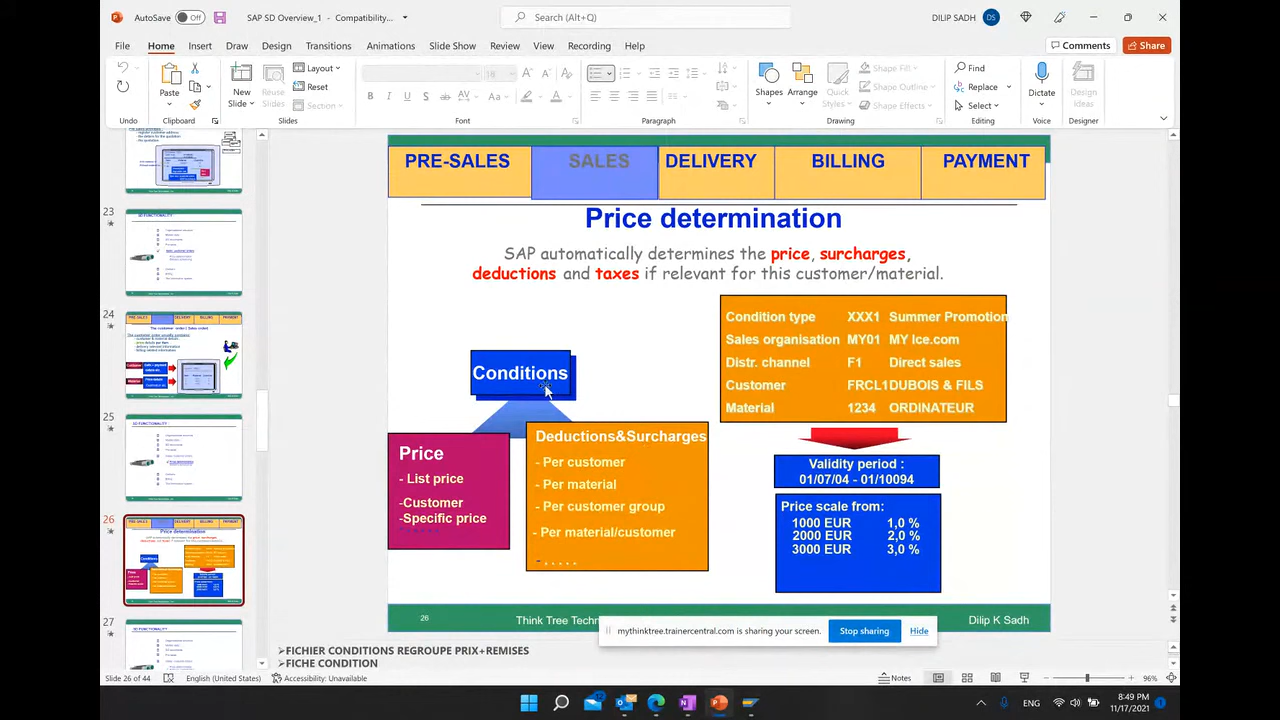 AutoSave Off SAP SD Overview_1 - Compatibility... Search (Alt+Q) DILIP SADH DS
File Home Insert Draw Design Transitions Animations Slide Show Review View Recording Help Comments Share
Paste New Slide Reuse Slides Layout Reset Section
18
Shapes Arrange Quick Styles Shape Fill Shape Outline Shape Effects
Find Replace Select Dictate Design Ideas
Undo Clipboard Slides Font Paragraph Drawing Editing Voice Designer
23
24
25
26
27
PRE-SALES SALES DELIVERY BILLING PAYMENT
Price determination
SAP automatically determines the price, surcharges,
deductions and taxes if relevant for this customer/material.
Conditions
Price
- List price
-Customer
-Specific price
Deductions&Surcharges
- Per customer
- Per material
- Per customer group
- Per material/customer
- . . . . .
Condition type XXX1 Summer Promotion
Sales organisation MY01 MY Ice.com
Distr. channel F1 Direct sales
Customer FRCL1DUBOIS & FILS
Material 1234 ORDINATEUR
Validity period :
01/07/04 - 01/10094
Price scale from:
1000 EUR 1,0 %
2000 EUR 2,0 %
3000 EUR 3,0 %
26 Think Tree Techn Dilip K Sadh
mythinktree.trainercentral.com is sharing your screen. Stop sharing Hide
FICHIER CONDITIONS REGROUPE PRIX+REMISES
FICHE CONDITION
Slide 26 of 44 English (United States) Accessibility: Unavailable Notes 96%
ENG 8:49 PM
11/17/2021